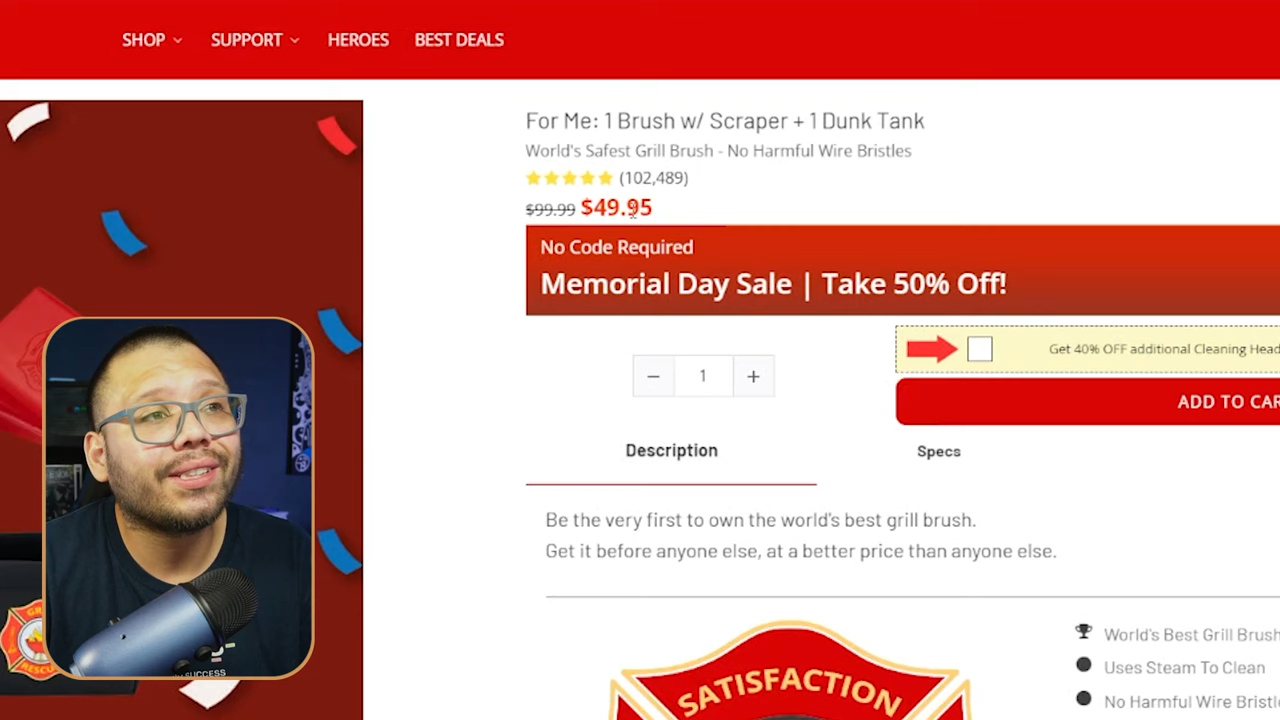 SHOP SUPPORT HEROES BEST DEALS
For Me: 1 Brush w/ Scraper + 1 Dunk Tank
World's Safest Grill Brush - No Harmful Wire Bristles
(102,489)
$99.99 $49.95
No Code Required
Memorial Day Sale | Take 50% Off!
− 1 +
Get 40% OFF additional Cleaning Head
ADD TO CAR
Description Specs
Be the very first to own the world's best grill brush.
Get it before anyone else, at a better price than anyone else.
World's Best Grill Brush
Uses Steam To Clean
No Harmful Wire Bristl
SATISFACTION
SUCCESS